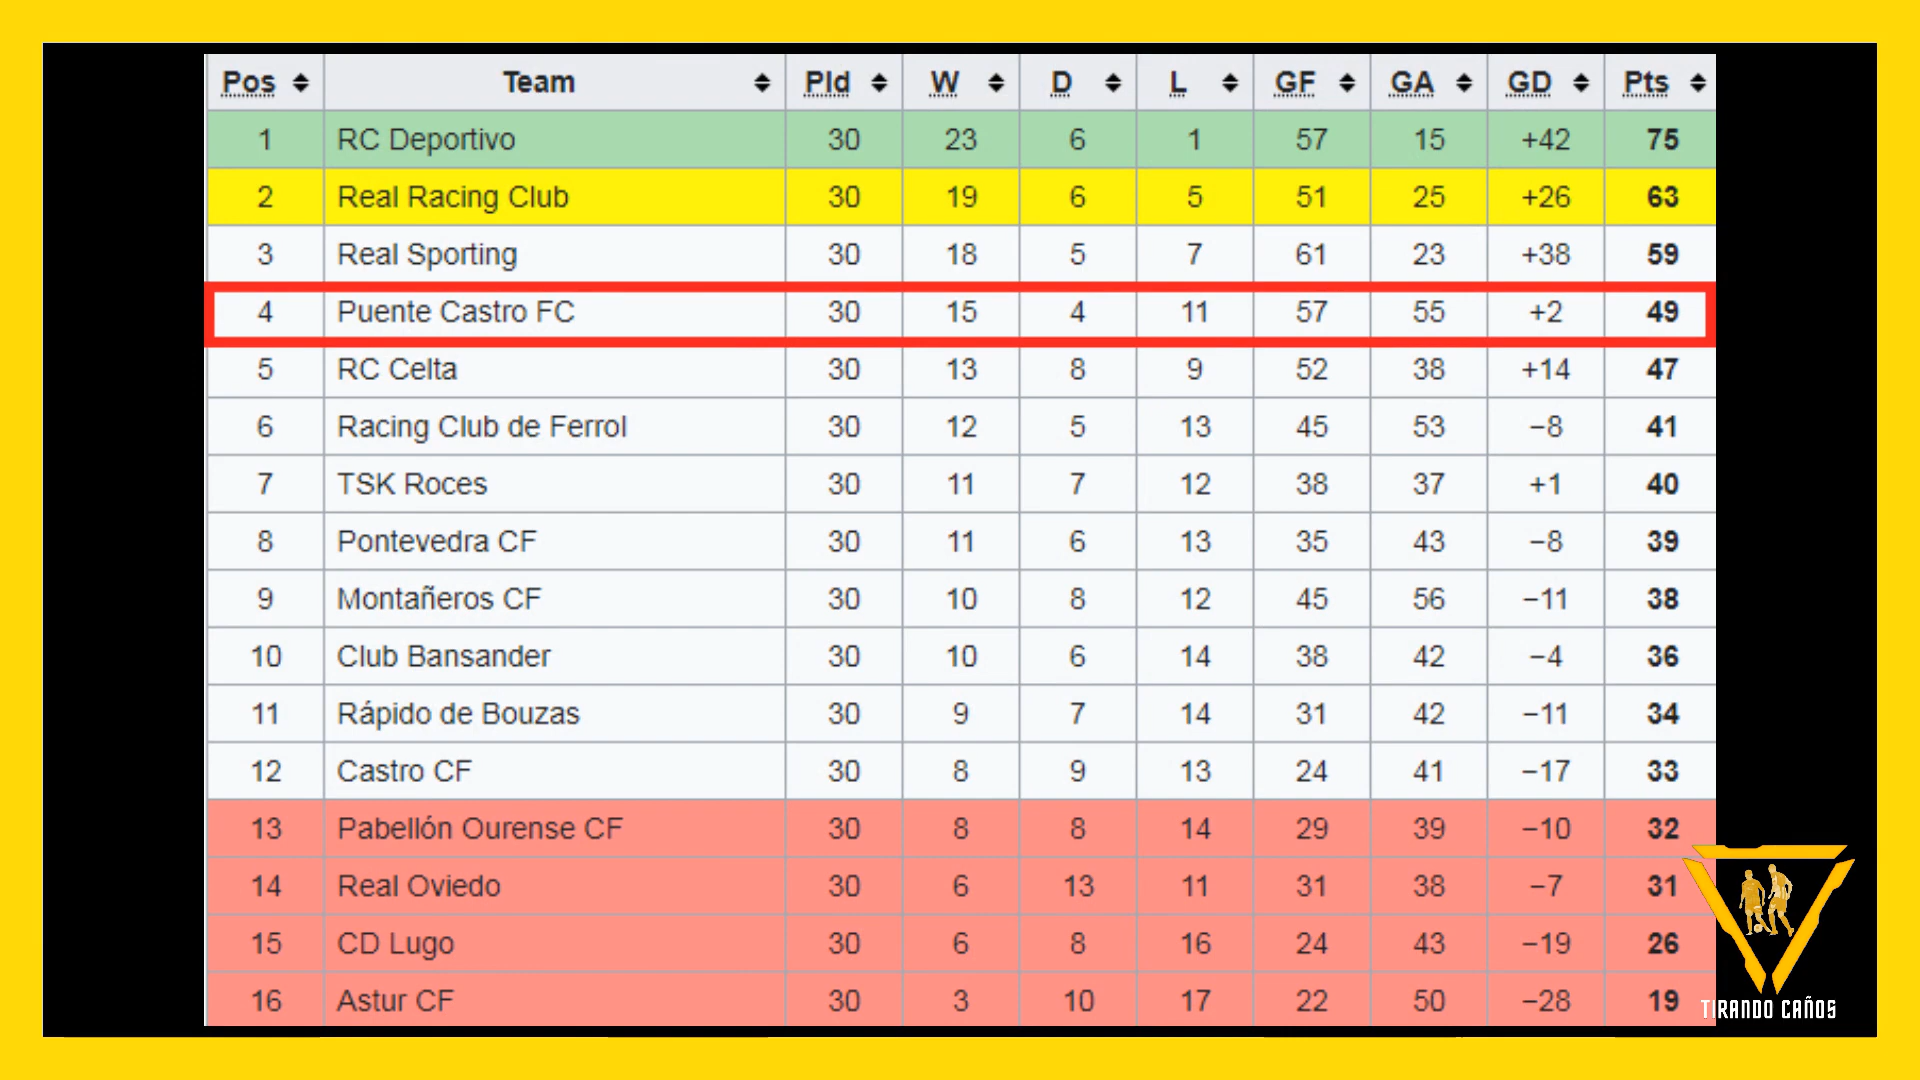 Pos Team Pld W D L GF GA GD Pts
1 RC Deportivo 30 23 6 1 57 15 +42 75
2 Real Racing Club 30 19 6 5 51 25 +26 63
3 Real Sporting 30 18 5 7 61 23 +38 59
4 Puente Castro FC 30 15 4 11 57 55 +2 49
5 RC Celta 30 13 8 9 52 38 +14 47
6 Racing Club de Ferrol 30 12 5 13 45 53 −8 41
7 TSK Roces 30 11 7 12 38 37 +1 40
8 Pontevedra CF 30 11 6 13 35 43 −8 39
9 Montañeros CF 30 10 8 12 45 56 −11 38
10 Club Bansander 30 10 6 14 38 42 −4 36
11 Rápido de Bouzas 30 9 7 14 31 42 −11 34
12 Castro CF 30 8 9 13 24 41 −17 33
13 Pabellón Ourense CF 30 8 8 14 29 39 −10 32
14 Real Oviedo 30 6 13 11 31 38 −7 31
15 CD Lugo 30 6 8 16 24 43 −19 26
16 Astur CF 30 3 10 17 22 50 −28 19
TIRANDO CAÑOS